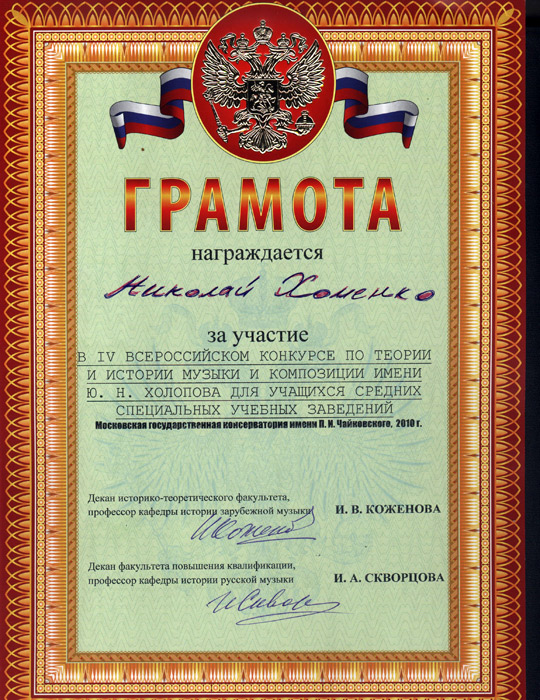 ГРАМОТА
награждается
Николай Хоменко
за участие
В IV ВСЕРОССИЙСКОМ КОНКУРСЕ ПО ТЕОРИИ
И ИСТОРИИ МУЗЫКИ И КОМПОЗИЦИИ ИМЕНИ
Ю. Н. ХОЛОПОВА ДЛЯ УЧАЩИХСЯ СРЕДНИХ
СПЕЦИАЛЬНЫХ УЧЕБНЫХ ЗАВЕДЕНИЙ
Московская государственная консерватория имени П. И. Чайковского, 2010 г.
Декан историко-теоретического факультета,
профессор кафедры истории зарубежной музыки И. В. КОЖЕНОВА
Декан факультета повышения квалификации,
профессор кафедры истории русской музыки И. А. СКВОРЦОВА